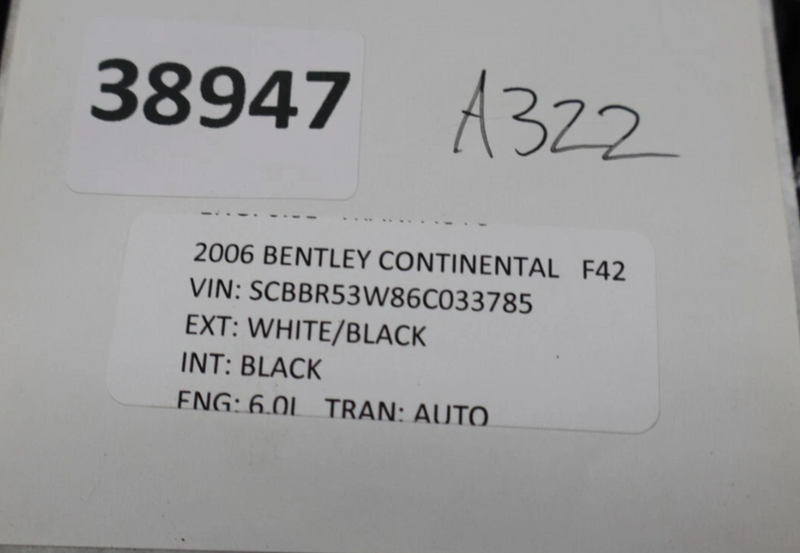 38947
A322
2006 BENTLEY CONTINENTAL F42
VIN: SCBBR53W86C033785
EXT: WHITE/BLACK
INT: BLACK
ENG: 6.0L TRAN: AUTO